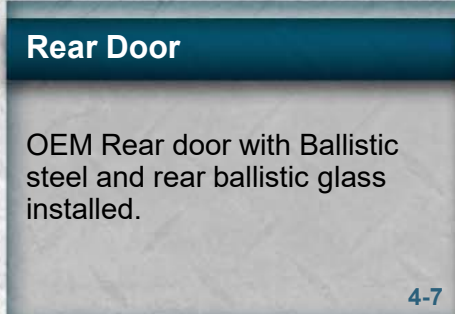 Rear Door
OEM Rear door with Ballistic
steel and rear ballistic glass
installed.
4-7